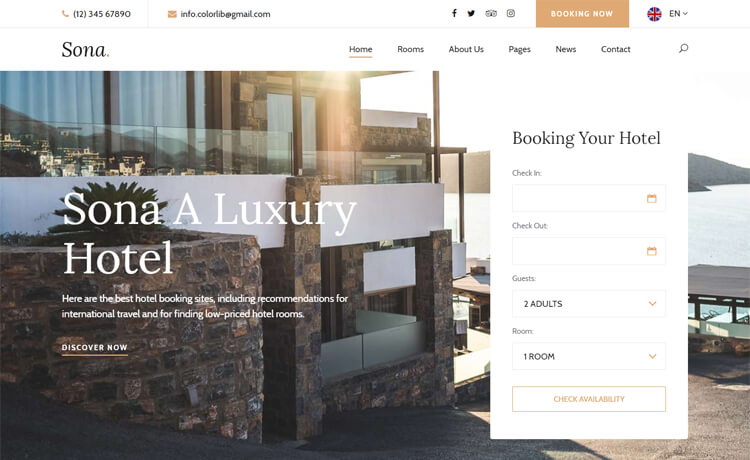 (12) 345 67890
info.colorlib@gmail.com
BOOKING NOW
EN
Sona.
Home
Rooms
About Us
Pages
News
Contact
Sona A Luxury
Hotel
Here are the best hotel booking sites, including recommendations for
international travel and for finding low-priced hotel rooms.
DISCOVER NOW
Booking Your Hotel
Check In:
Check Out:
Guests:
2 ADULTS
Room:
1 ROOM
CHECK AVAILABILITY